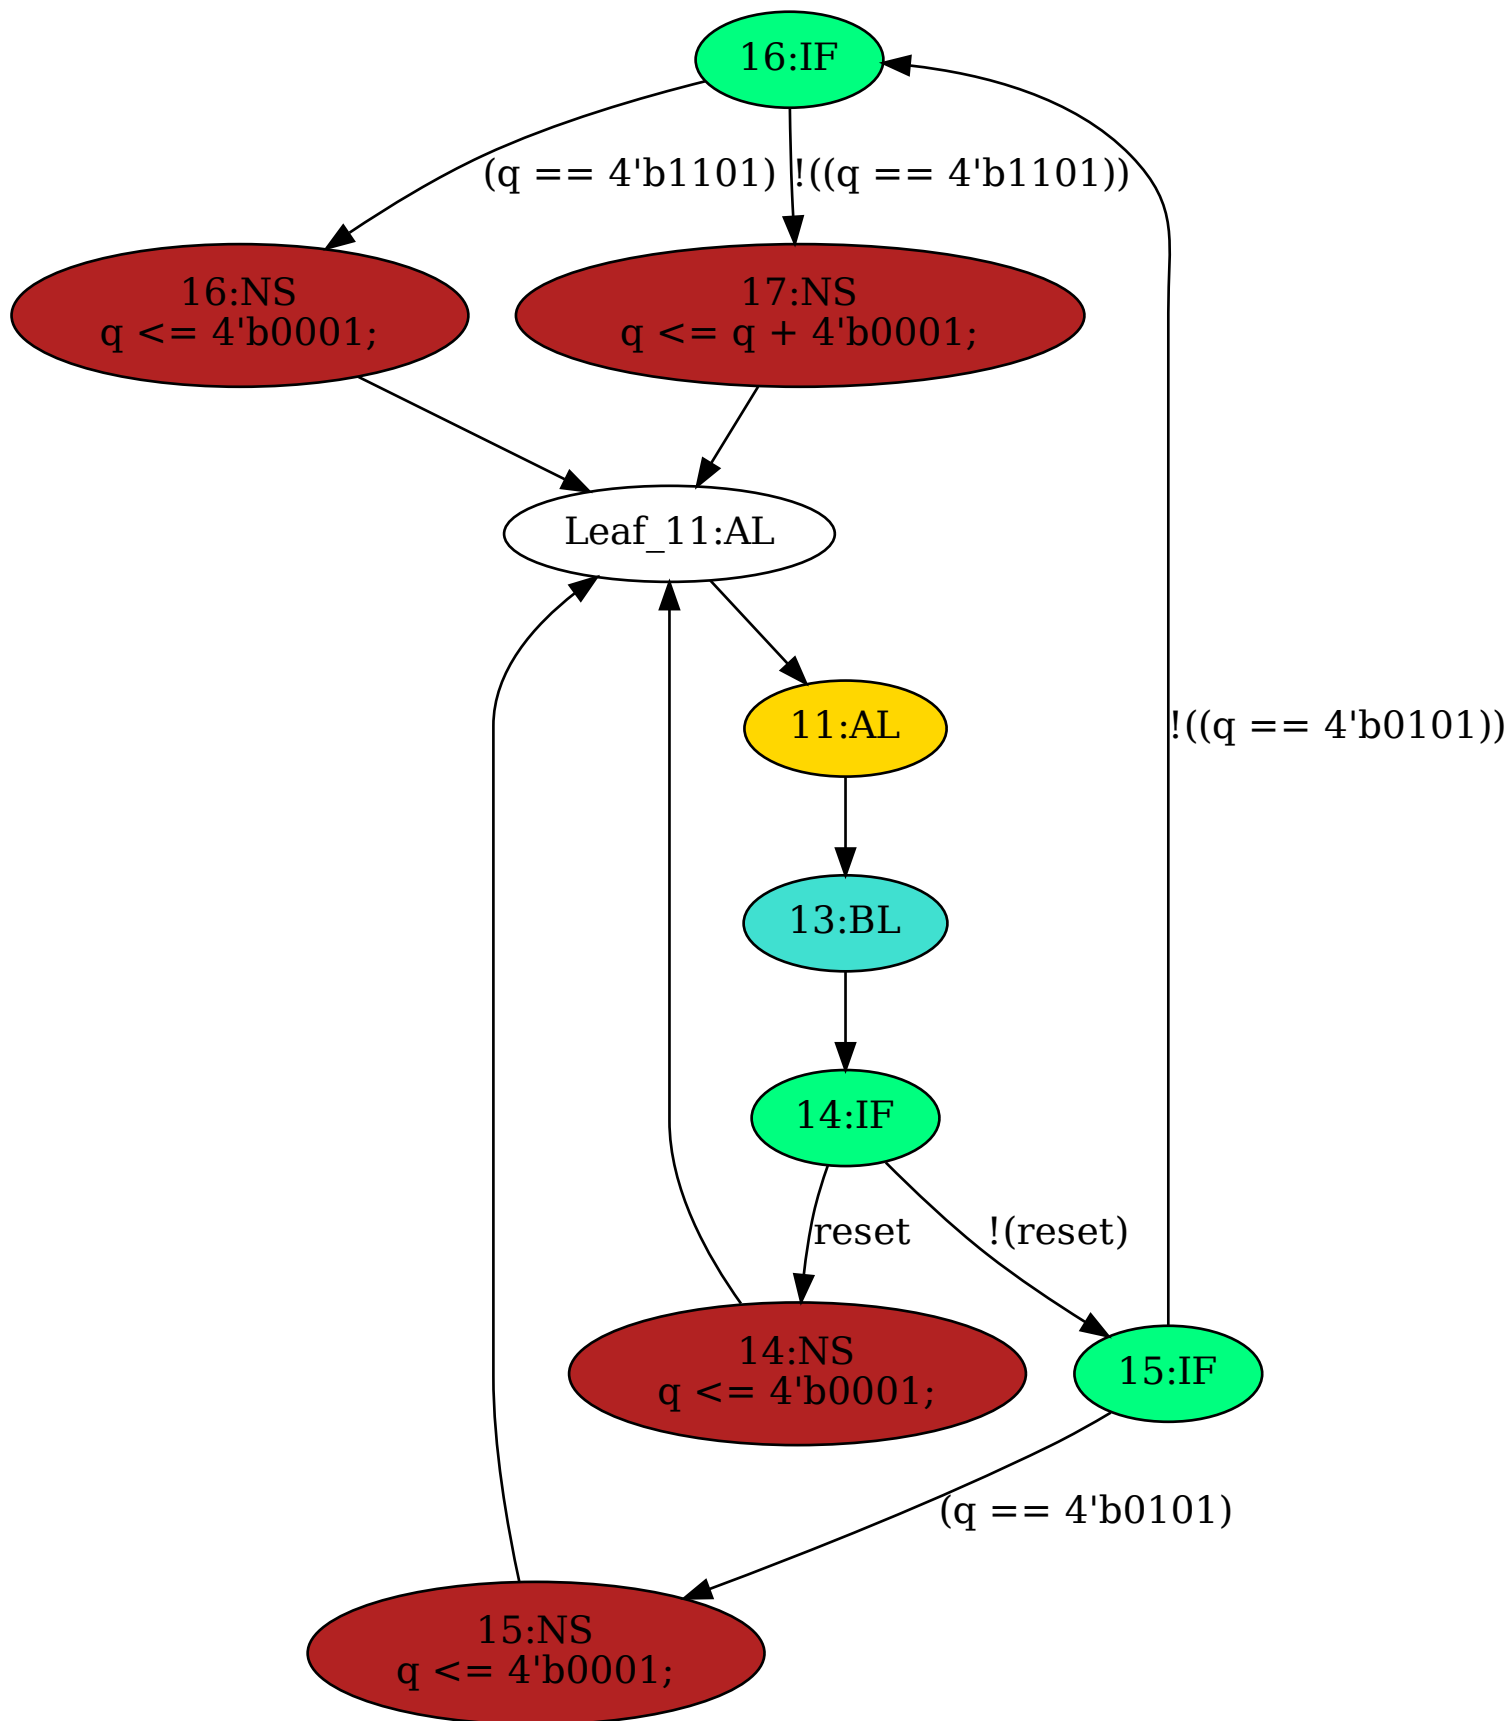 16:IF
(q == 4'b1101)
!((q == 4'b1101))
16:NS
q <= 4'b0001;
17:NS
q <= q + 4'b0001;
Leaf_11:AL
11:AL
!((q == 4'b0101))
13:BL
14:IF
reset
!(reset)
14:NS
q <= 4'b0001;
15:IF
(q == 4'b0101)
15:NS
q <= 4'b0001;